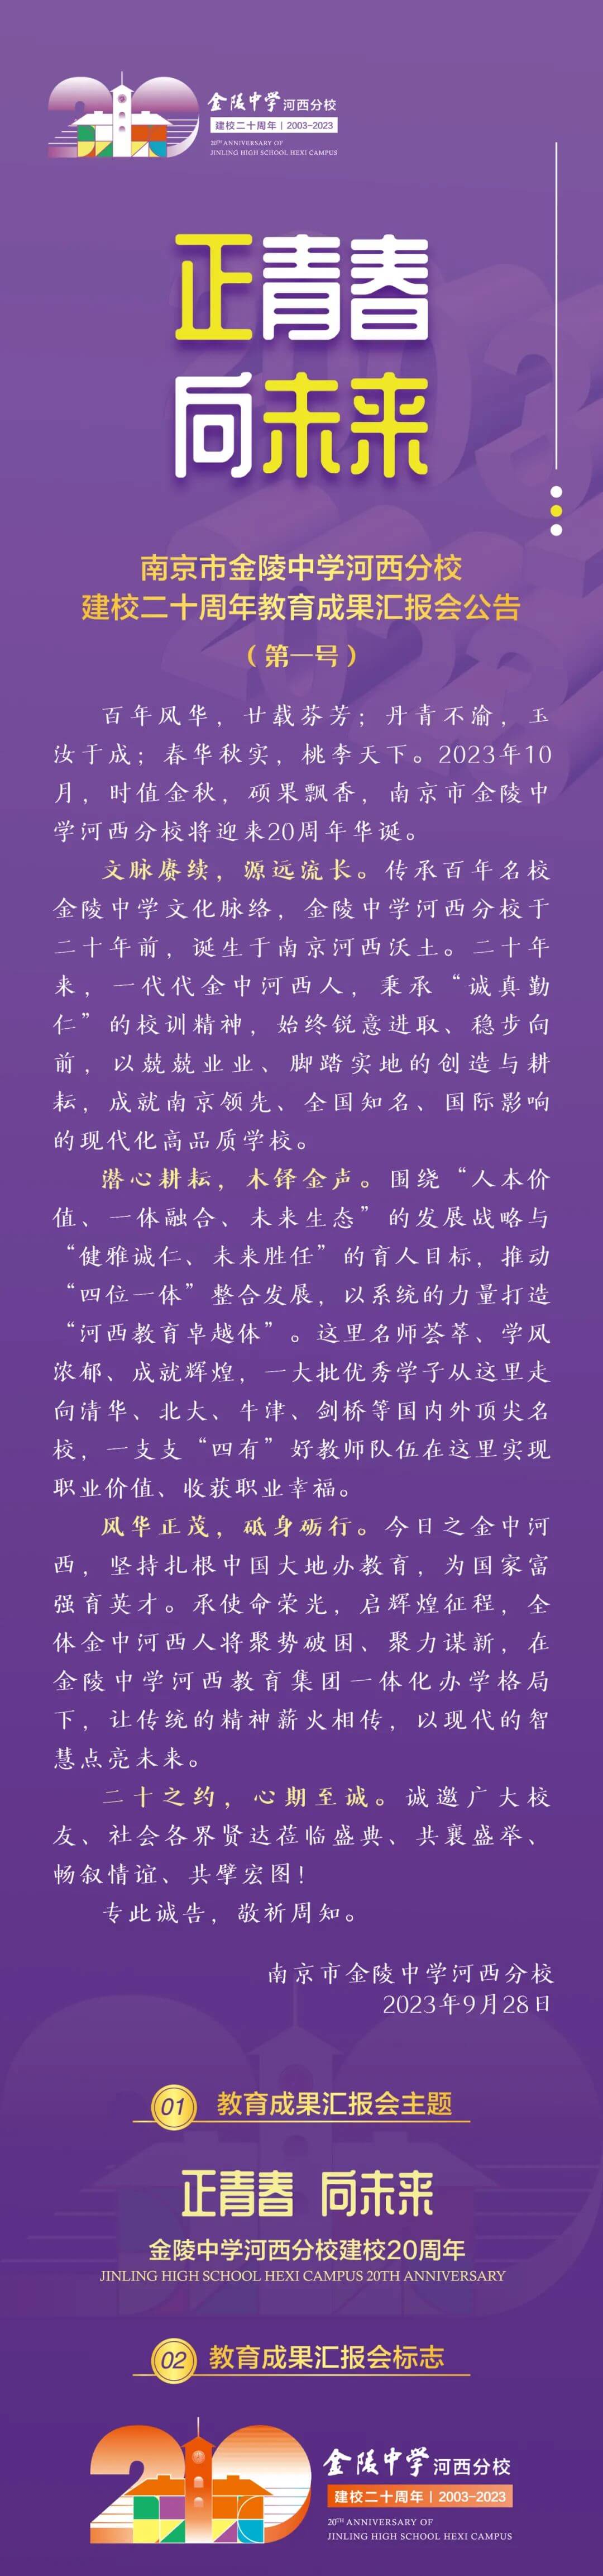 金陵中学 河西分校
建校二十周年 | 2003-2023
20TH ANNIVERSARY OF
JINLING HIGH SCHOOL HEXI CAMPUS
正青春
向未来
南京市金陵中学河西分校
建校二十周年教育成果汇报会公告
（第一号）
百年风华，廿载芬芳；丹青不渝，玉
汝于成；春华秋实，桃李天下。2023年10
月，时值金秋，硕果飘香，南京市金陵中
学河西分校将迎来20周年华诞。
文脉赓续，源远流长。传承百年名校
金陵中学文化脉络，金陵中学河西分校于
二十年前，诞生于南京河西沃土。二十年
来，一代代金中河西人，秉承“诚真勤
仁”的校训精神，始终锐意进取、稳步向
前，以兢兢业业、脚踏实地的创造与耕
耘，成就南京领先、全国知名、国际影响
的现代化高品质学校。
潜心耕耘，木铎金声。围绕“人本价
值、一体融合、未来生态”的发展战略与
“健雅诚仁、未来胜任”的育人目标，推动
“四位一体”整合发展，以系统的力量打造
“河西教育卓越体”。这里名师荟萃、学风
浓郁、成就辉煌，一大批优秀学子从这里走
向清华、北大、牛津、剑桥等国内外顶尖名
校，一支支“四有”好教师队伍在这里实现
职业价值、收获职业幸福。
风华正茂，砥身砺行。今日之金中河
西，坚持扎根中国大地办教育，为国家富
强育英才。承使命荣光，启辉煌征程，全
体金中河西人将聚势破困、聚力谋新，在
金陵中学河西教育集团一体化办学格局
下，让传统的精神薪火相传，以现代的智
慧点亮未来。
二十之约，心期至诚。诚邀广大校
友、社会各界贤达莅临盛典、共襄盛举、
畅叙情谊、共擘宏图！
专此诚告，敬祈周知。
南京市金陵中学河西分校
2023年9月28日
01 教育成果汇报会主题
正青春 向未来
金陵中学河西分校建校20周年
JINLING HIGH SCHOOL HEXI CAMPUS 20TH ANNIVERSARY
02 教育成果汇报会标志
20
金陵中学 河西分校
建校二十周年 | 2003-2023
20TH ANNIVERSARY OF
JINLING HIGH SCHOOL HEXI CAMPUS